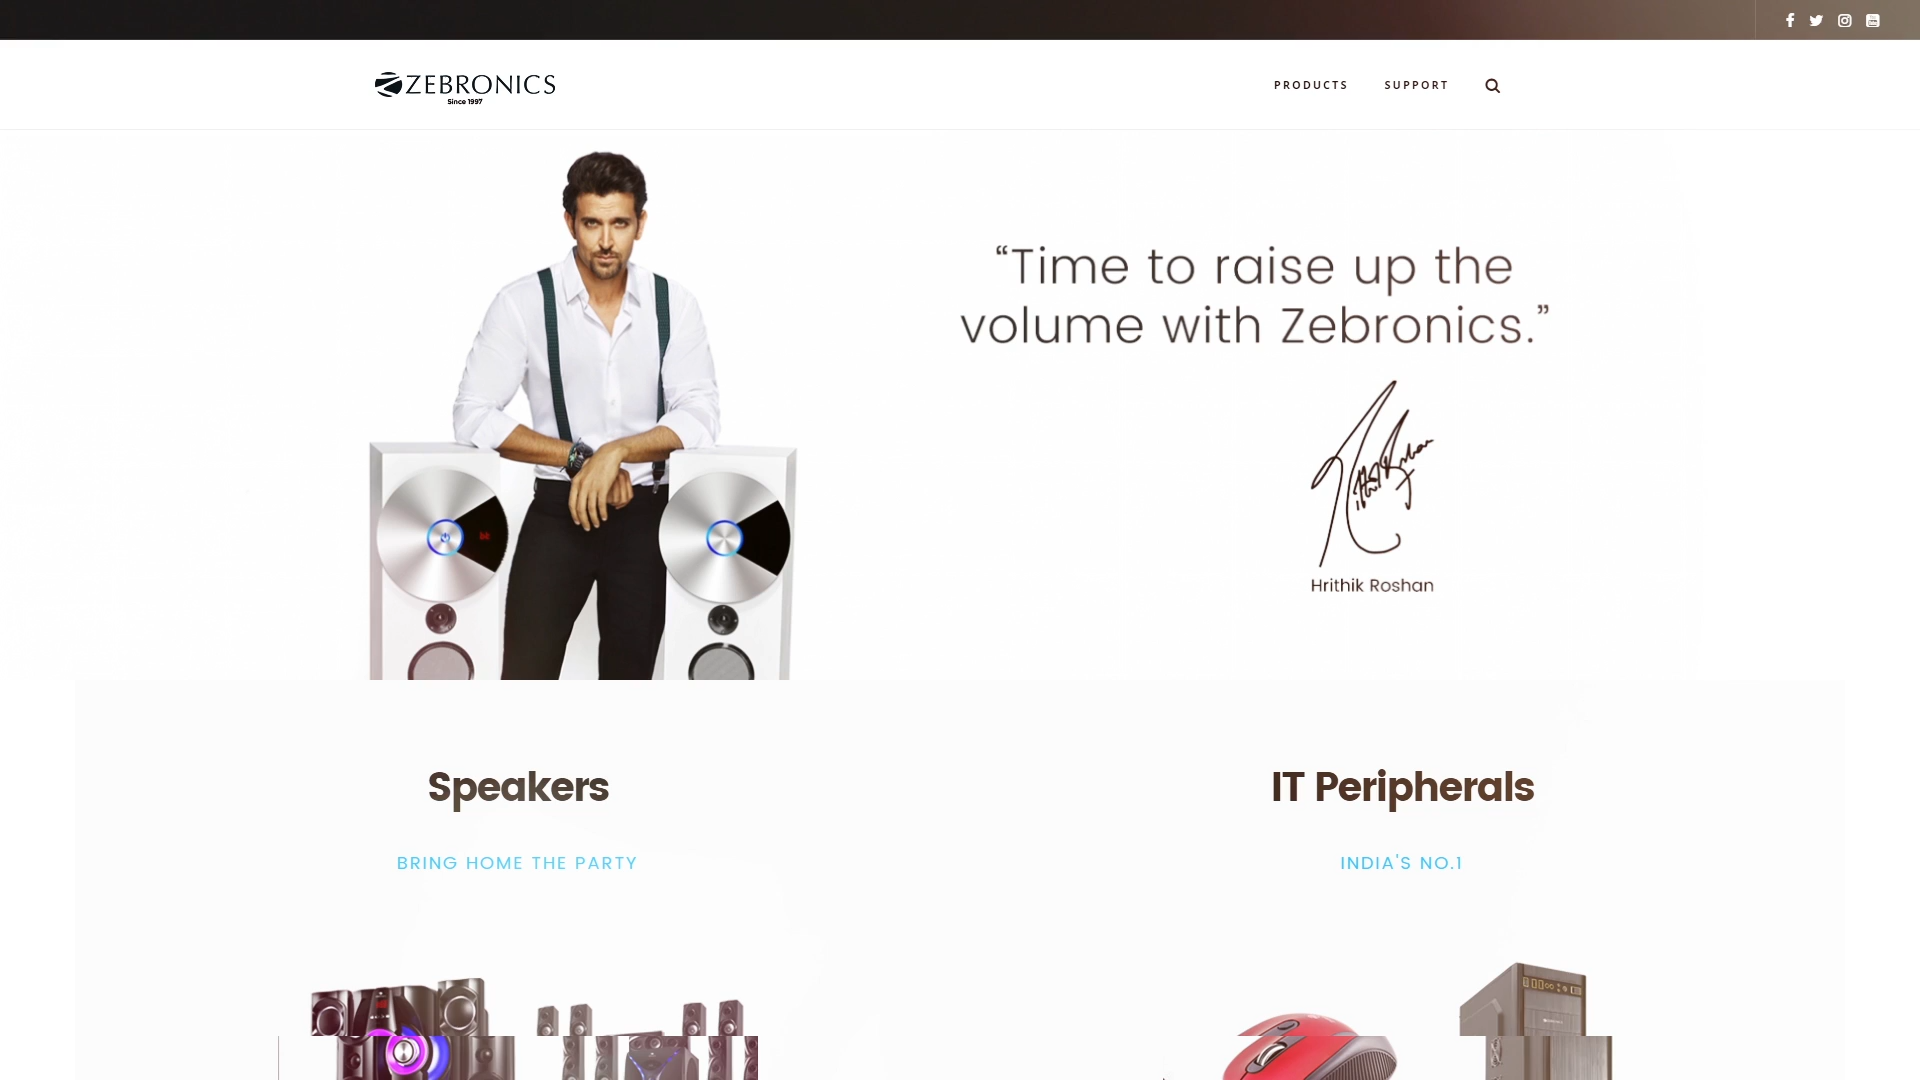 ZEBRONICS
Since 1997
PRODUCTS
SUPPORT
“Time to raise up the
volume with Zebronics.”
Hrithik Roshan
Speakers
IT Peripherals
BRING HOME THE PARTY
INDIA'S NO.1